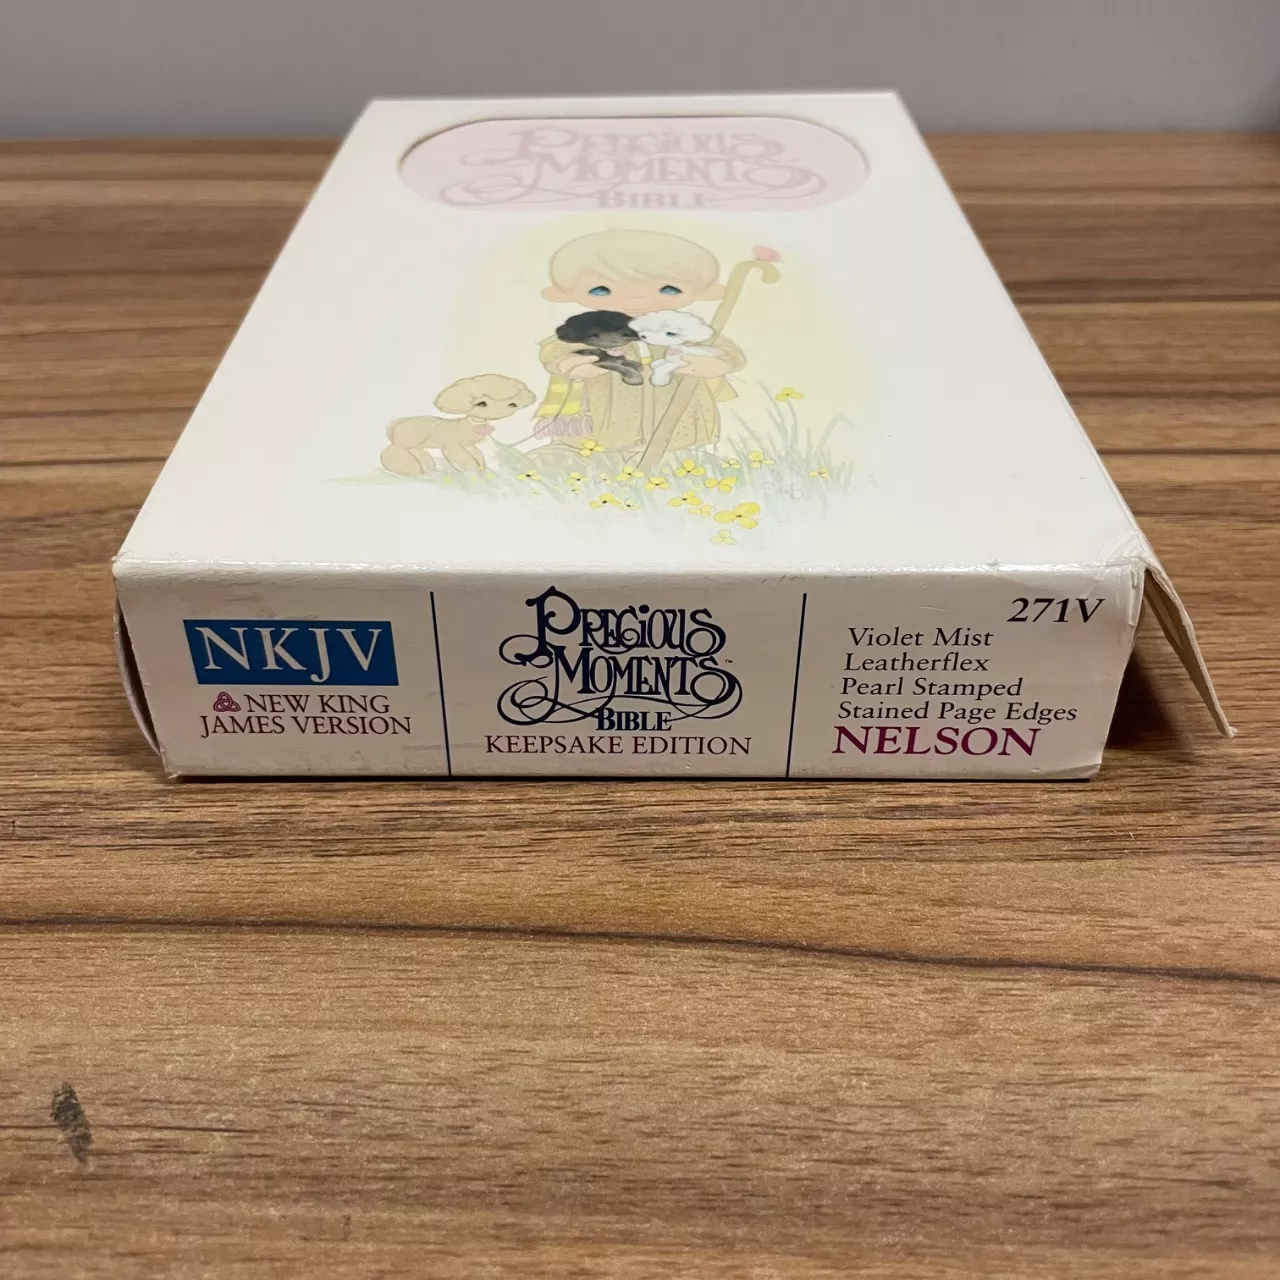 PRECIOUS
MOMENTS
BIBLE
NKJV
NEW KING
JAMES VERSION
PRECIOUS
MOMENTS™
BIBLE
KEEPSAKE EDITION
271V
Violet Mist
Leatherflex
Pearl Stamped
Stained Page Edges
NELSON